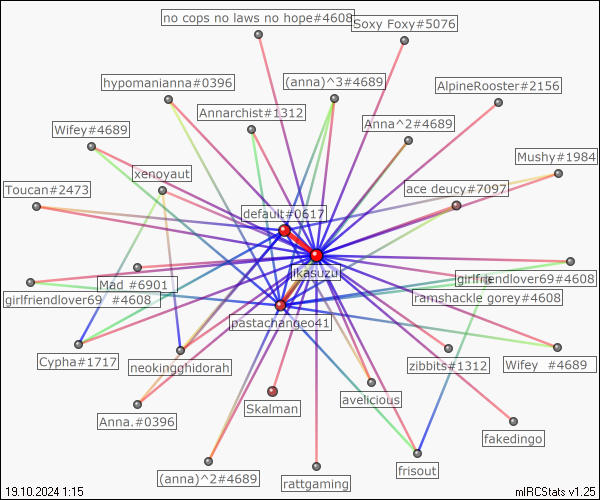 no cops no laws no hope#4608
Soxy Foxy#5076
hypomanianna#0396
(anna)^3#4689
AlpineRooster#2156
Annarchist#1312
Anna^2#4689
Wifey#4689
Mushy#1984
xenoyaut
Toucan#2473
ace deucy#7097
default#0617
ikasuzu
Mad #6901
girlfriendlover69#4608
girlfriendlover69 #4608
ramshackle gorey#4608
pastachangeo41
Cypha#1717
neokingghidorah
zibbits#1312
Wifey #4689
avelicious
Skalman
Anna.#0396
fakedingo
(anna)^2#4689
rattgaming
frisout
19.10.2024 1:15
mIRCStats v1.25